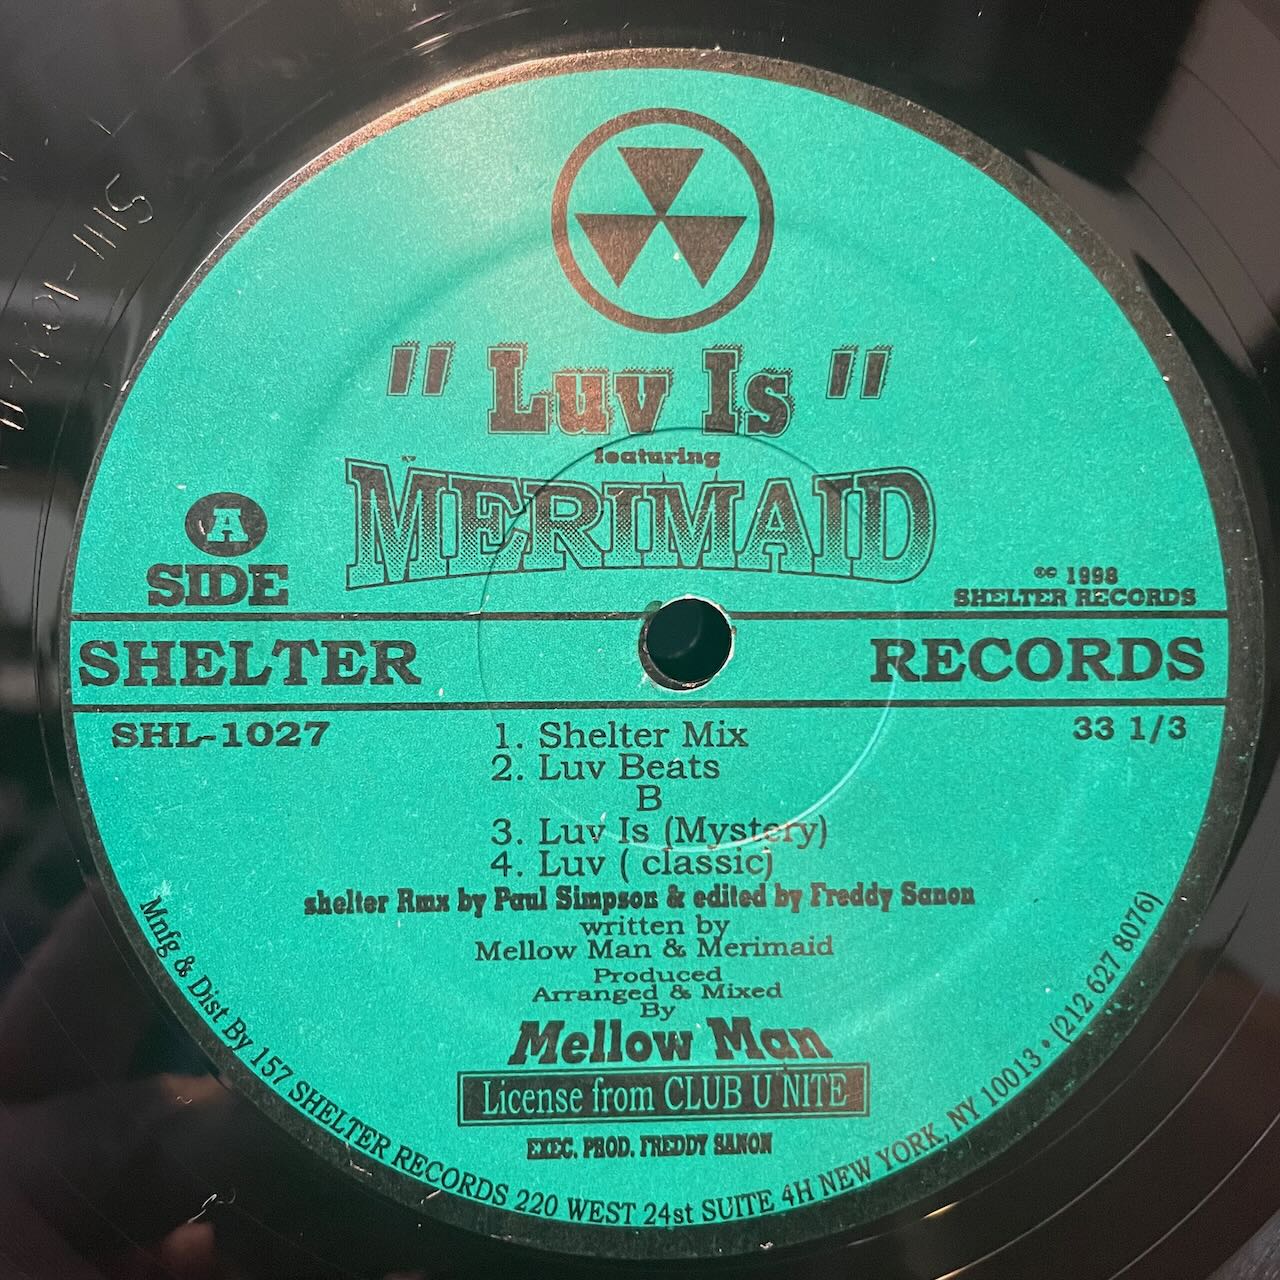 " Luv Is "
featuring
MERIMAID
A
SIDE
℗© 1998
SHELTER RECORDS
SHELTER RECORDS
SHL-1027
33 1/3
1. Shelter Mix
2. Luv Beats
B
3. Luv Is (Mystery)
4. Luv ( classic)
shelter Rmx by Paul Simpson & edited by Freddy Sanon
written by
Mellow Man & Merimaid
Produced
Arranged & Mixed
By
Mellow Man
License from CLUB U NITE
EXEC. PROD. FREDDY SANON
Mnfg & Dist By 157 SHELTER RECORDS 220 WEST 24st SUITE 4H NEW YORK, NY 10013 • (212 627 8076)